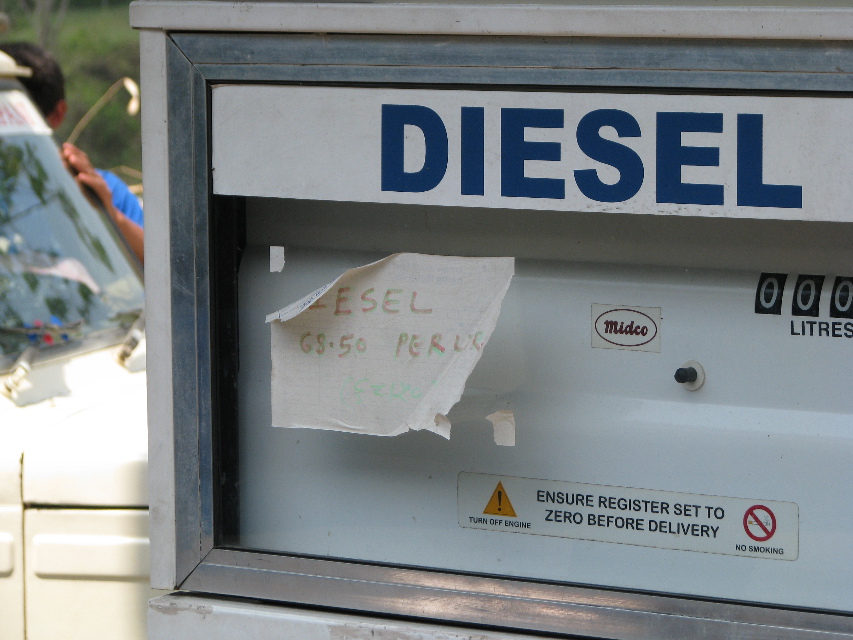 DIESEL
ESEL
68.50 PER LTR
Midco
000
LITRES
TURN OFF ENGINE
ENSURE REGISTER SET TO
ZERO BEFORE DELIVERY
NO SMOKING